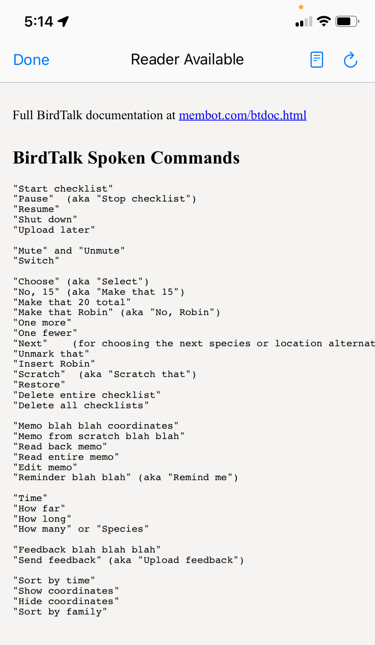 5:14
Done
Reader Available
Full BirdTalk documentation at membot.com/btdoc.html
BirdTalk Spoken Commands
"Start checklist"
"Pause"  (aka "Stop checklist")
"Resume"
"Shut down"
"Upload later"
"Mute" and "Unmute"
"Switch"
"Choose" (aka "Select")
"No, 15" (aka "Make that 15")
"Make that 20 total"
"Make that Robin" (aka "No, Robin")
"One more"
"One fewer"
"Next"    (for choosing the next species or location alternat
"Unmark that"
"Insert Robin"
"Scratch"  (aka "Scratch that")
"Restore"
"Delete entire checklist"
"Delete all checklists"
"Memo blah blah coordinates"
"Memo from scratch blah blah"
"Read back memo"
"Read entire memo"
"Edit memo"
"Reminder blah blah" (aka "Remind me")
"Time"
"How far"
"How long"
"How many" or "Species"
"Feedback blah blah blah"
"Send feedback" (aka "Upload feedback")
"Sort by time"
"Show coordinates"
"Hide coordinates"
"Sort by family"